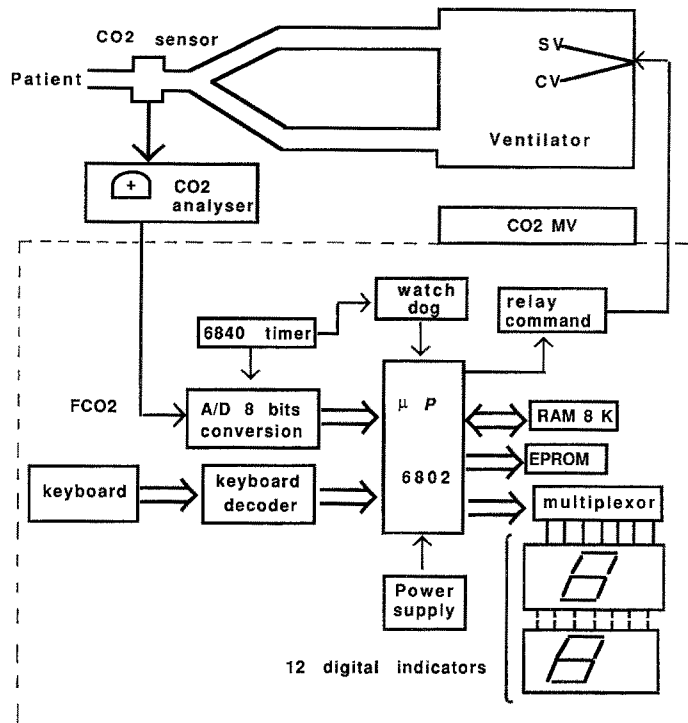 CO2 sensor
Patient
SV
CV
Ventilator
+
CO2
analyser
CO2 MV
watch
dog
relay
command
6840 timer
FCO2
A/D 8 bits
conversion
μ P
6802
RAM 8 K
EPROM
keyboard
keyboard
decoder
multiplexor
Power
supply
12 digital indicators